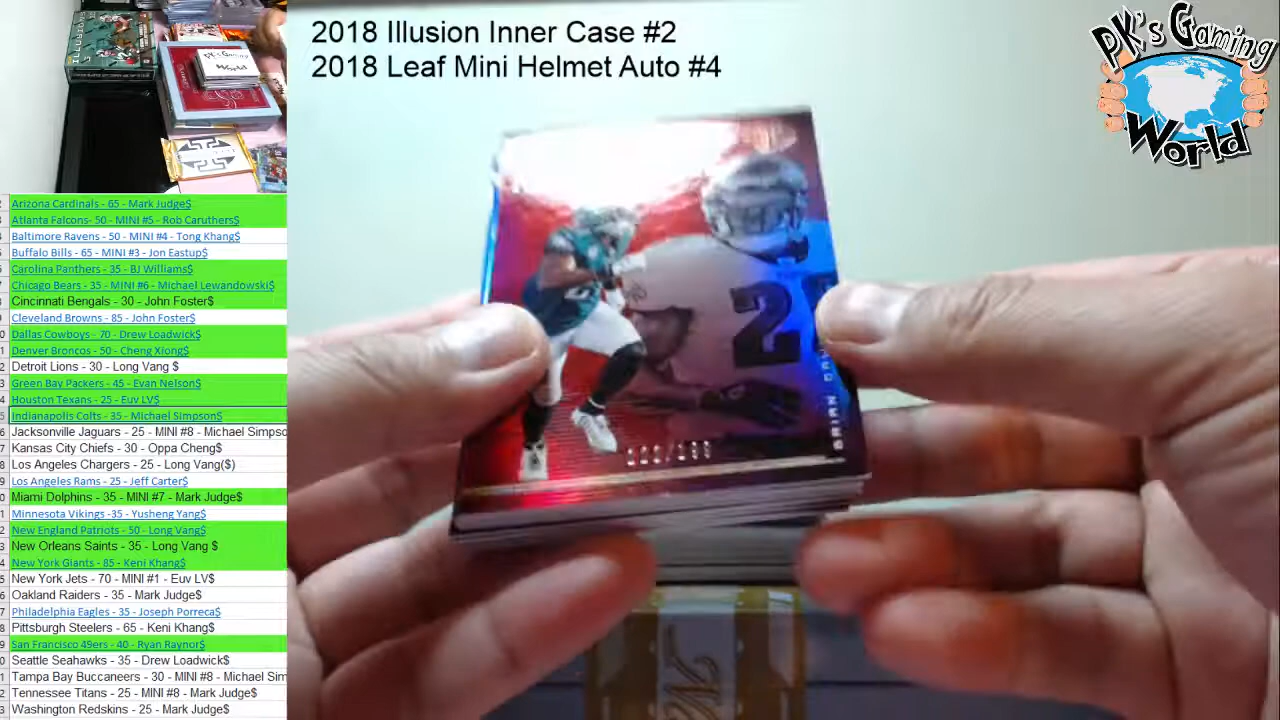 2018 Illusion Inner Case #2
2018 Leaf Mini Helmet Auto #4
PK's Gaming
World
ILLUSIONS
PK's Gaming
World
Arizona Cardinals - 65 - Mark Judge$
Atlanta Falcons- 50 - MINI #5 - Rob Caruthers$
Baltimore Ravens - 50 - MINI #4 - Tong Khang$
Buffalo Bills - 65 - MINI #3 - Jon Eastup$
Carolina Panthers - 35 - BJ Williams$
Chicago Bears - 35 - MINI #6 - Michael Lewandowski$
Cincinnati Bengals - 30 - John Foster$
Cleveland Browns - 85 - John Foster$
Dallas Cowboys - 70 - Drew Loadwick$
Denver Broncos - 50 - Cheng Xiong$
Detroit Lions - 30 - Long Vang $
Green Bay Packers - 45 - Evan Nelson$
Houston Texans - 25 - Euv LV$
Indianapolis Colts - 35 - Michael Simpson$
Jacksonville Jaguars - 25 - MINI #8 - Michael Simpso
Kansas City Chiefs - 30 - Oppa Cheng$
Los Angeles Chargers - 25 - Long Vang($)
Los Angeles Rams - 25 - Jeff Carter$
Miami Dolphins - 35 - MINI #7 - Mark Judge$
Minnesota Vikings -35 - Yusheng Yang$
New England Patriots - 50 - Long Vang$
New Orleans Saints - 35 - Long Vang $
New York Giants - 85 - Keni Khang$
New York Jets - 70 - MINI #1 - Euv LV$
Oakland Raiders - 35 - Mark Judge$
Philadelphia Eagles - 35 - Joseph Porreca$
Pittsburgh Steelers - 65 - Keni Khang$
San Francisco 49ers - 40 - Ryan Raynor$
Seattle Seahawks - 35 - Drew Loadwick$
Tampa Bay Buccaneers - 30 - MINI #8 - Michael Sim
Tennessee Titans - 25 - MINI #8 - Mark Judge$
Washington Redskins - 25 - Mark Judge$
2